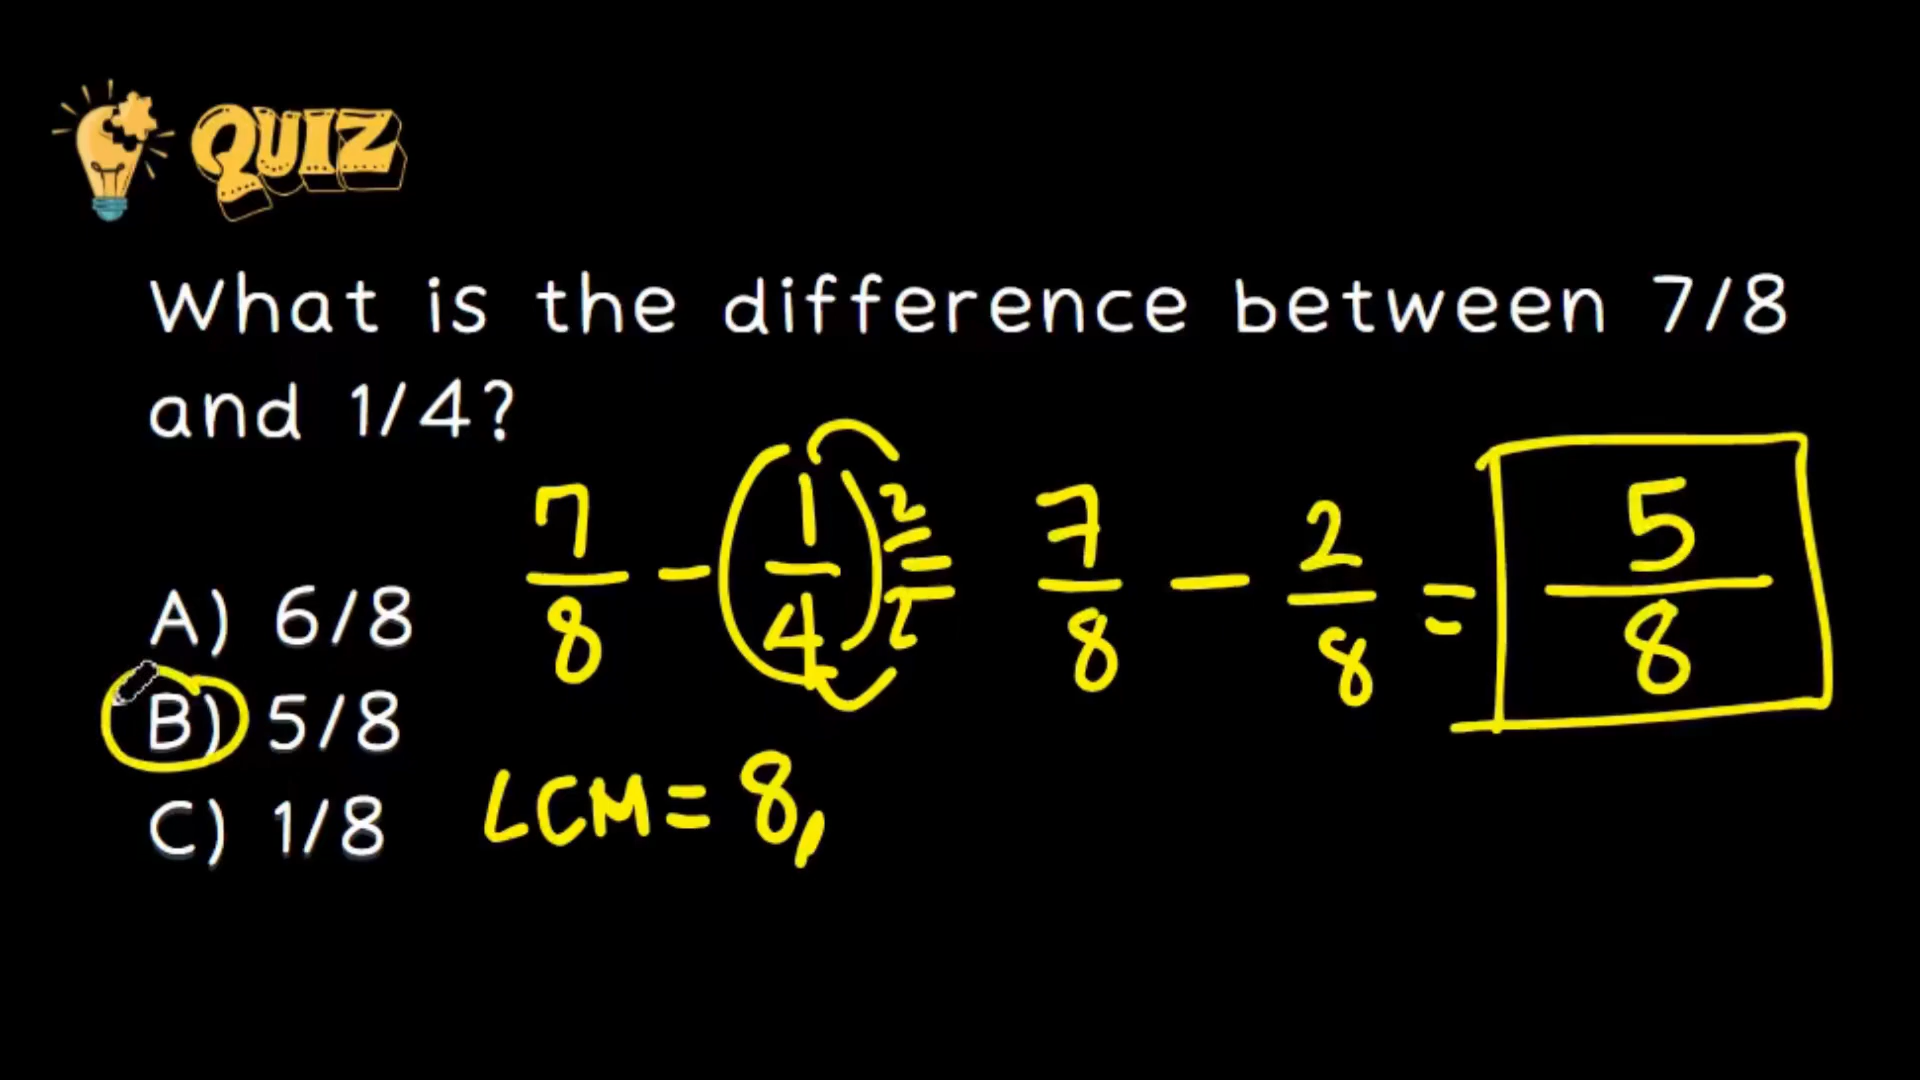 QUIZ
What is the difference between 7/8
and 1/4?
7/8 - (1/4) 2/2 = 7/8 - 2/8 = 5/8
A) 6/8
B) 5/8
C) 1/8
LCM = 8,